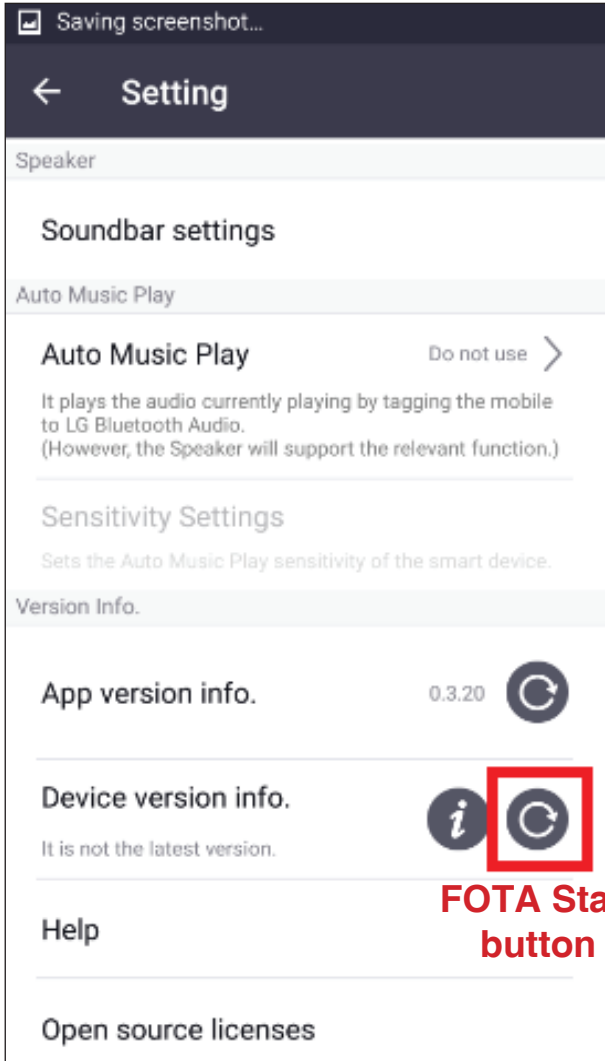 Saving screenshot...
Setting
Speaker
Soundbar settings
Auto Music Play
Auto Music Play Do not use
It plays the audio currently playing by tagging the mobile
to LG Bluetooth Audio.
(However, the Speaker will support the relevant function.)
Sensitivity Settings
Sets the Auto Music Play sensitivity of the smart device.
Version Info.
App version info. 0.3.20
Device version info.
It is not the latest version.
FOTA Sta
button
Help
Open source licenses